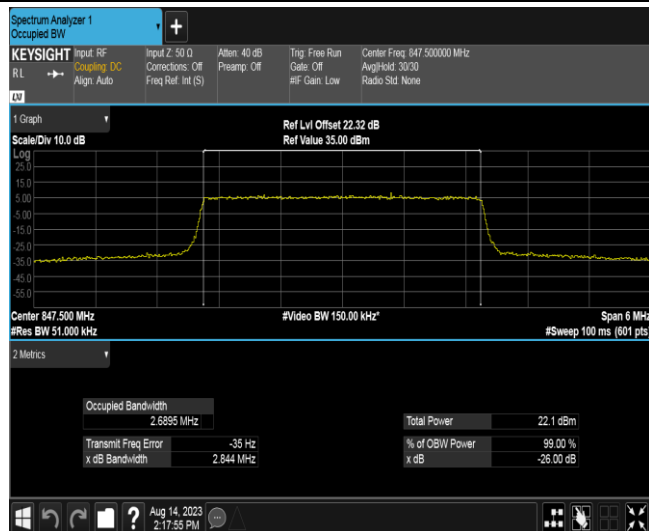 Spectrum Analyzer 1
Occupied BW
+
KEYSIGHT
RL
Input: RF
Coupling: DC
Align: Auto
Input Z: 50 Ω
Corrections: Off
Freq Ref: Int (S)
Atten: 40 dB
Preamp: Off
Trig: Free Run
Gate: Off
#IF Gain: Low
Center Freq: 847.500000 MHz
Avg|Hold: 30/30
Radio Std: None
1 Graph
Scale/Div 10.0 dB
Ref Lvl Offset 22.32 dB
Ref Value 35.00 dBm
Log
25.0
15.0
5.00
-5.00
-15.0
-25.0
-35.0
-45.0
-55.0
Center 847.500 MHz
#Res BW 51.000 kHz
#Video BW 150.00 kHz*
Span 6 MHz
#Sweep 100 ms (601 pts)
2 Metrics
Occupied Bandwidth
2.6895 MHz
Transmit Freq Error -35 Hz
x dB Bandwidth 2.844 MHz
Total Power 22.1 dBm
% of OBW Power 99.00 %
x dB -26.00 dB
?
Aug 14, 2023
2:17:55 PM